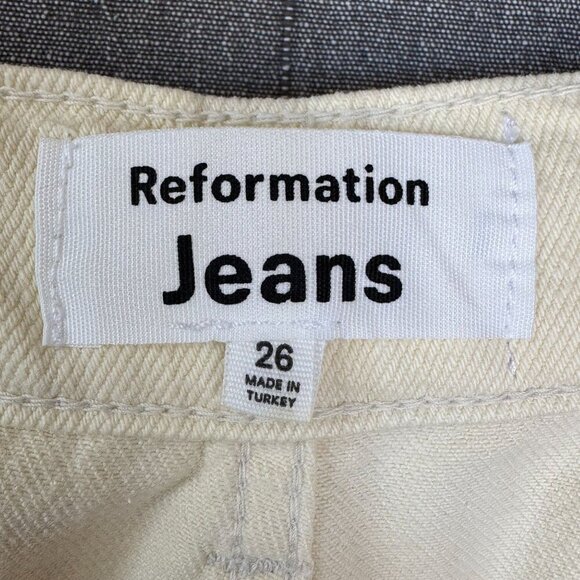 Reformation
Jeans
26
MADE IN
TURKEY